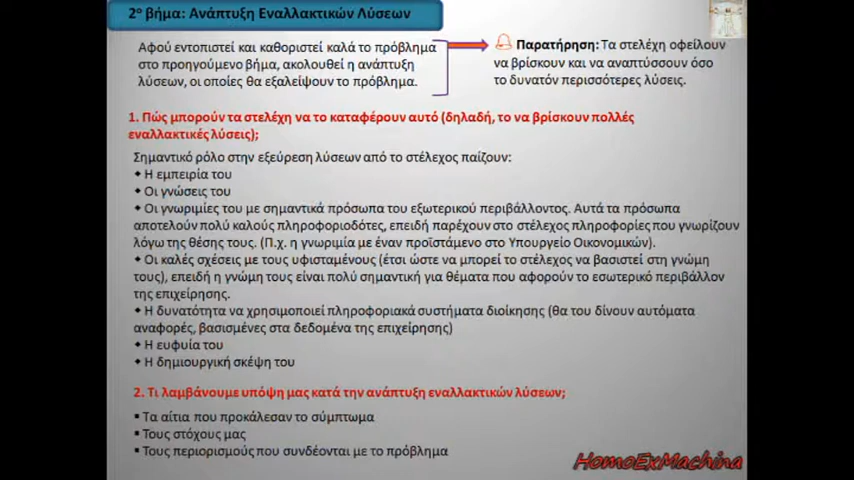 2ο βήμα: Ανάπτυξη Εναλλακτικών Λύσεων
Αφού εντοπιστεί και καθοριστεί καλά το πρόβλημα
στο προηγούμενο βήμα, ακολουθεί η ανάπτυξη
λύσεων, οι οποίες θα εξαλείψουν το πρόβλημα.
Παρατήρηση: Τα στελέχη οφείλουν
να βρίσκουν και να αναπτύσσουν όσο
το δυνατόν περισσότερες λύσεις.
1. Πώς μπορούν τα στελέχη να το καταφέρουν αυτό (δηλαδή, το να βρίσκουν πολλές
εναλλακτικές λύσεις);
Σημαντικό ρόλο στην εξεύρεση λύσεων από το στέλεχος παίζουν:
◆ Η εμπειρία του
◆ Οι γνώσεις του
◆ Οι γνωριμίες του με σημαντικά πρόσωπα του εξωτερικού περιβάλλοντος. Αυτά τα πρόσωπα
αποτελούν πολύ καλούς πληροφοριοδότες, επειδή παρέχουν στο στέλεχος πληροφορίες που γνωρίζουν
λόγω της θέσης τους. (Π.χ. η γνωριμία με έναν προϊστάμενο στο Υπουργείο Οικονομικών).
◆ Οι καλές σχέσεις με τους υφισταμένους (έτσι ώστε να μπορεί το στέλεχος να βασιστεί στη γνώμη
τους), επειδή η γνώμη τους είναι πολύ σημαντική για θέματα που αφορούν το εσωτερικό περιβάλλον
της επιχείρησης.
◆ Η δυνατότητα να χρησιμοποιεί πληροφοριακά συστήματα διοίκησης (θα του δίνουν αυτόματα
αναφορές, βασισμένες στα δεδομένα της επιχείρησης)
◆ Η ευφυία του
◆ Η δημιουργική σκέψη του
2. Τι λαμβάνουμε υπόψη μας κατά την ανάπτυξη εναλλακτικών λύσεων;
▪ Τα αίτια που προκάλεσαν το σύμπτωμα
▪ Τους στόχους μας
▪ Τους περιορισμούς που συνδέονται με το πρόβλημα
HomoExMachina